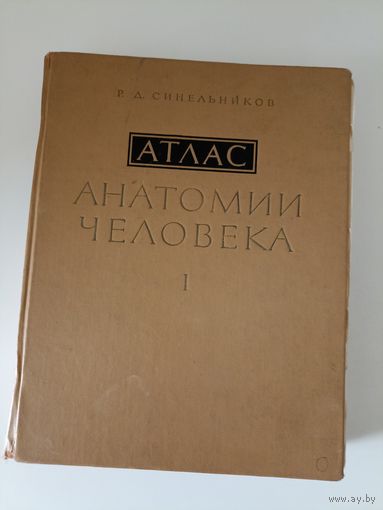 Р. Д. СИНЕЛЬНИКОВ
АТЛАС
АНАТОМИИ
ЧЕЛОВЕКА
I
www.ay.by